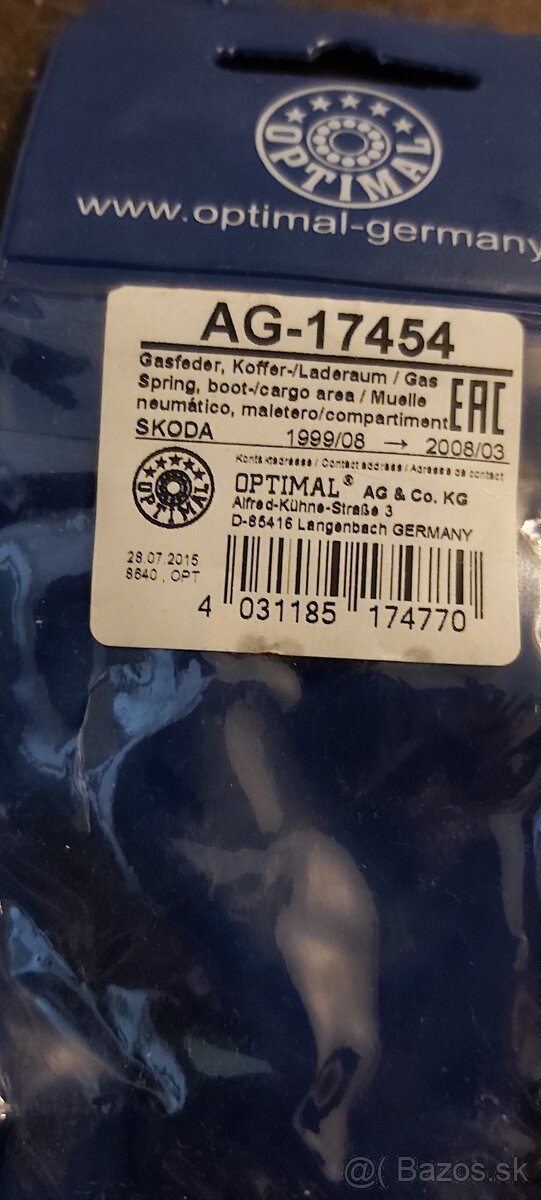 OPTIMAL
www.optimal-germany
AG-17454
Gasfeder, Koffer-/Laderaum / Gas
Spring, boot-/cargo area / Muelle
neumático, maletero/compartiment
EAC
SKODA 1999/08 → 2008/03
Kontaktadresse / Contact address / Adresse de contact
OPTIMAL
OPTIMAL® AG & Co. KG
Alfred-Kühne-Straße 3
D-85416 Langenbach GERMANY
28.07.2015
8640 , OPT
4 031185 174770
@( Bazos.sk